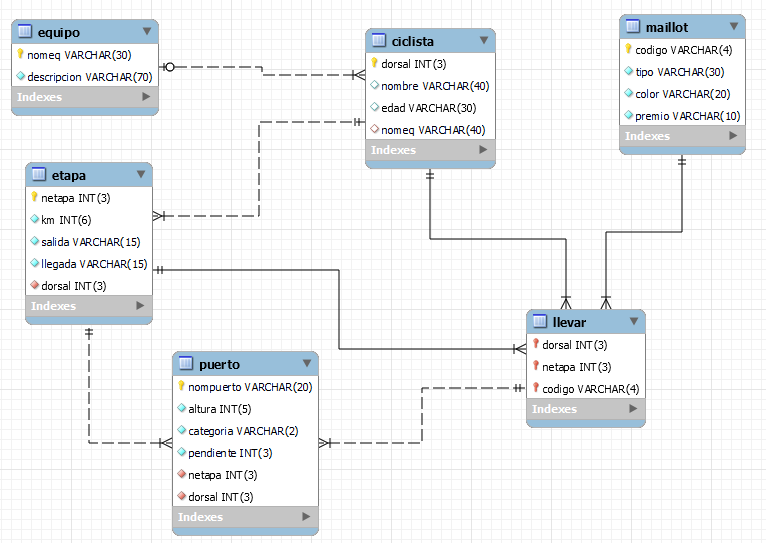 equipo
nomeq VARCHAR(30)
descripcion VARCHAR(70)
Indexes
ciclista
dorsal INT(3)
nombre VARCHAR(40)
edad VARCHAR(30)
nomeq VARCHAR(40)
Indexes
maillot
codigo VARCHAR(4)
tipo VARCHAR(30)
color VARCHAR(20)
premio VARCHAR(10)
Indexes
etapa
netapa INT(3)
km INT(6)
salida VARCHAR(15)
llegada VARCHAR(15)
dorsal INT(3)
Indexes
llevar
dorsal INT(3)
netapa INT(3)
codigo VARCHAR(4)
Indexes
puerto
nompuerto VARCHAR(20)
altura INT(5)
categoria VARCHAR(2)
pendiente INT(3)
netapa INT(3)
dorsal INT(3)
Indexes